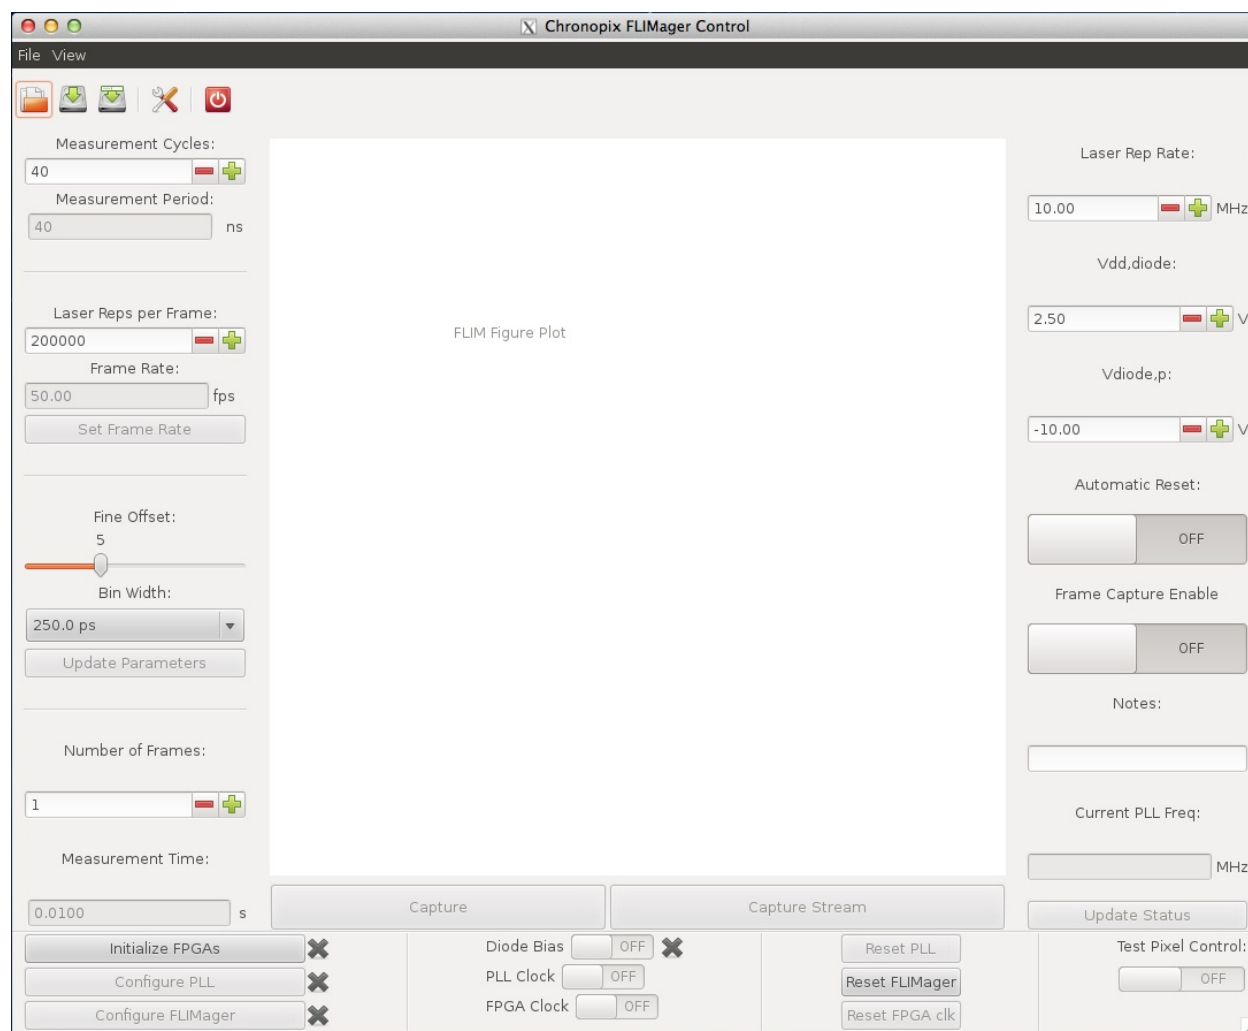 Chronopix FLIMager Control
File View
Measurement Cycles:
40
Measurement Period:
40 ns
Laser Reps per Frame:
200000
Frame Rate:
50.00 fps
Set Frame Rate
Fine Offset:
5
Bin Width:
250.0 ps
Update Parameters
Number of Frames:
1
Measurement Time:
0.0100 s
FLIM Figure Plot
Capture Capture Stream
Laser Rep Rate:
10.00 MHz
Vdd,diode:
2.50 V
Vdiode,p:
-10.00 V
Automatic Reset:
OFF
Frame Capture Enable
OFF
Notes:
Current PLL Freq:
MHz
Update Status
Initialize FPGAs
Configure PLL
Configure FLIMager
Diode Bias OFF
PLL Clock OFF
FPGA Clock OFF
Reset PLL
Reset FLIMager
Reset FPGA clk
Test Pixel Control:
OFF